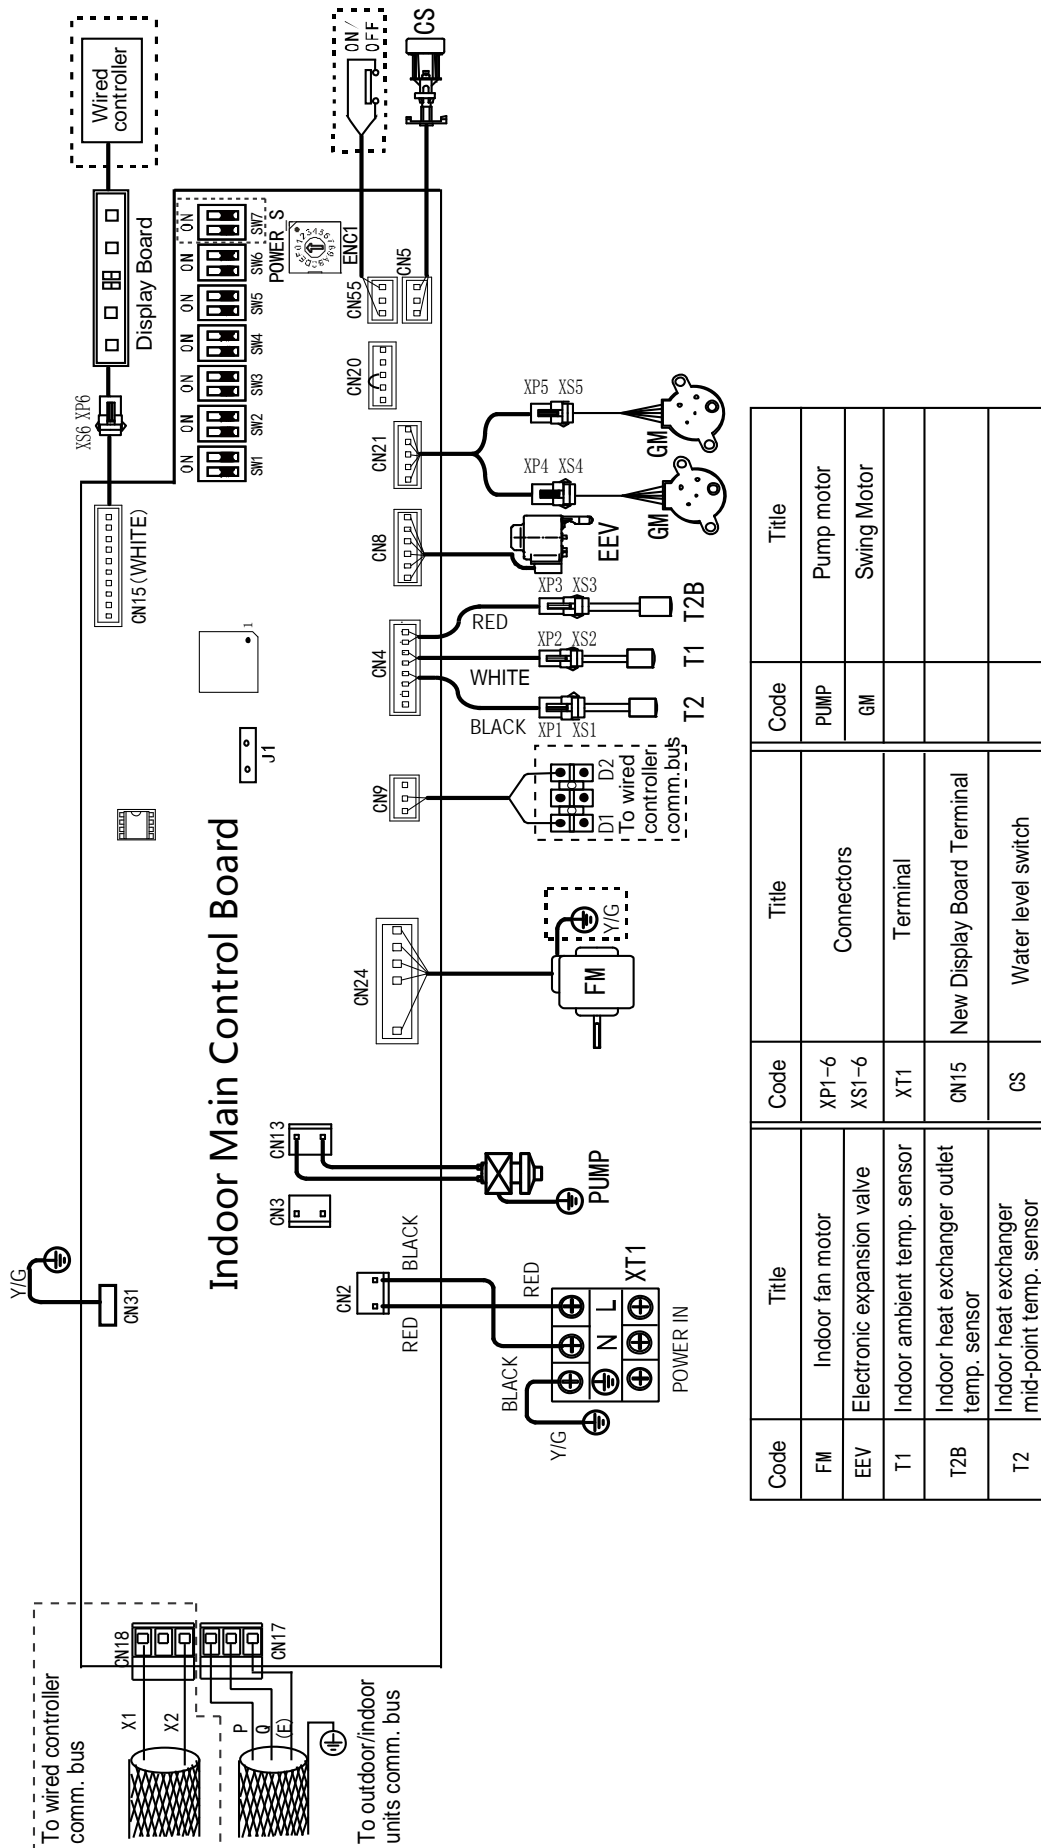 To wired controller
comm. bus
X1
X2
CN18
P
Q
(E)
CN17
To outdoor/indoor
units comm. bus
Y/G
CN31
Indoor Main Control Board
J1
1
CN15(WHITE)
XS6 XP6
Display Board
Wired
controller
ON
ON
ON
ON
ON
ON
ON
SW1
SW2
SW3
SW4
SW5
SW6
SW7
POWER_S
ENC1
0123456789ABCDEF
ON/
OFF
CS
CN2
RED
BLACK
BLACK
RED
Y/G
N
L
XT1
POWER IN
CN3
CN13
PUMP
CN24
FM
Y/G
CN9
D1
D2
To wired
controller
comm.bus
CN4
BLACK
WHITE
RED
XP1 XS1
XP2 XS2
XP3 XS3
T2
T1
T2B
CN8
EEV
CN21
XP4 XS4
XP5 XS5
GM
GM
CN20
CN55
CN5
Code
Title
Code
Title
Code
Title
FM
Indoor fan motor
XP1-6
XS1-6
Connectors
PUMP
Pump motor
EEV
Electronic expansion valve
GM
Swing Motor
T1
Indoor ambient temp. sensor
XT1
Terminal
T2B
Indoor heat exchanger outlet
temp. sensor
CN15
New Display Board Terminal
T2
Indoor heat exchanger
mid-point temp. sensor
CS
Water level switch